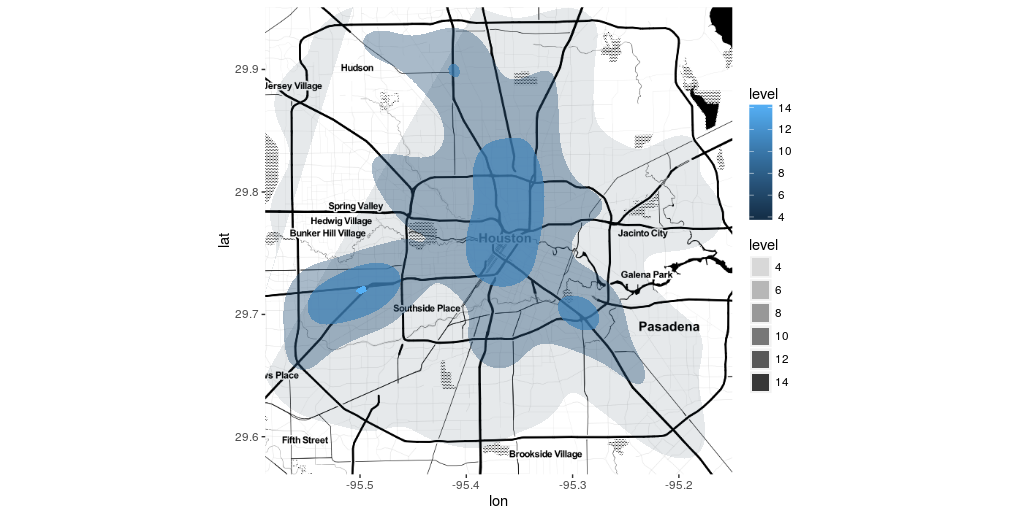 29.9
29.8
29.7
29.6
lat
Hudson
Jersey Village
Spring Valley
Hedwig Village
Bunker Hill Village
Houston
Jacinto City
Galena Park
Southside Place
Pasadena
ws Place
Fifth Street
Brookside Village
-95.5
-95.4
-95.3
-95.2
lon
level
14
12
10
8
6
4
level
4
6
8
10
12
14